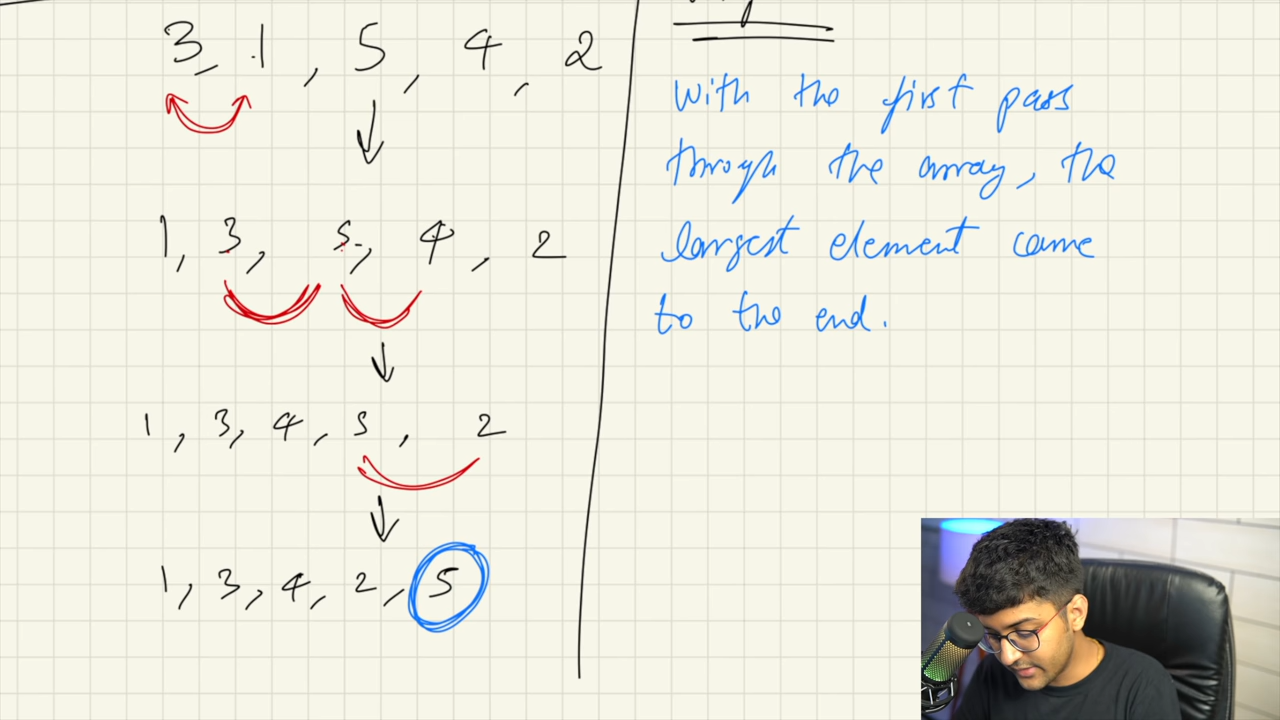 3, 1, 5, 4, 2
1, 3, 5, 4, 2
1, 3, 4, 5, 2
1, 3, 4, 2, 5
With the first pass
through the array, the
largest element came
to the end.